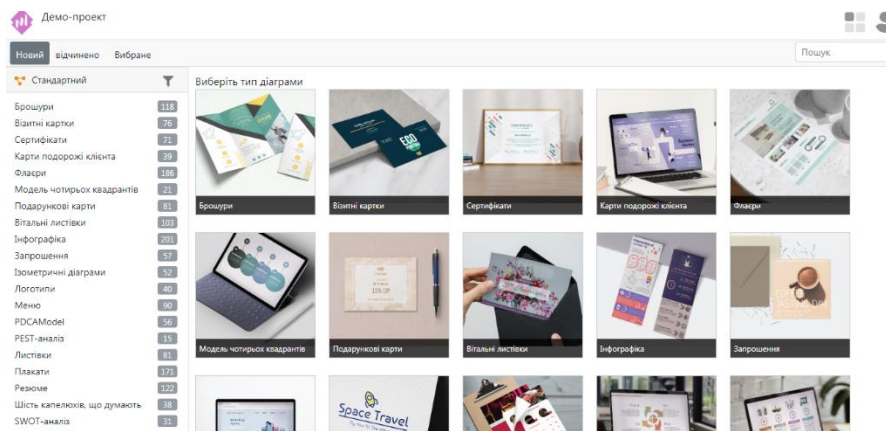 Демо-проект
Новий відчинено Вибране
Пошук
Стандартний
Брошури 118
Візитні картки 76
Сертифікати 71
Карти подорожі клієнта 39
Флаєри 186
Модель чотирьох квадрантів 21
Подарункові карти 81
Вітальні листівки 103
Інфографіка 201
Запрошення 57
Ізометричні діаграми 52
Логотипи 40
Меню 90
PDCAModel 56
PEST-аналіз 15
Листівки 81
Плакати 171
Резюме 122
Шість капелюхів, що думають 38
SWOT-аналіз 31
Виберіть тип діаграми
ECO
Брошури
Візитні картки
Сертифікати
Карти подорожі клієнта
Флаєри
Модель чотирьох квадрантів
Подарункові карти
Вітальні листівки
Інфографіка
Запрошення
Space Travel